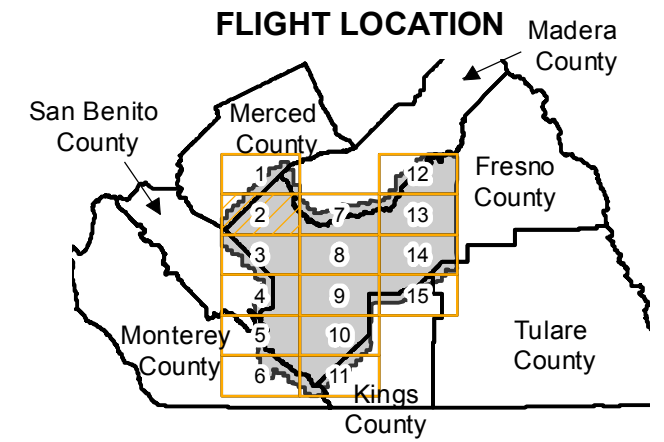 FLIGHT LOCATION
Madera
County
San Benito
County
Merced
County
Fresno
County
1
12
2
7
13
3
8
14
4
9
15
5
10
6
11
Monterey
County
Tulare
County
Kings
County